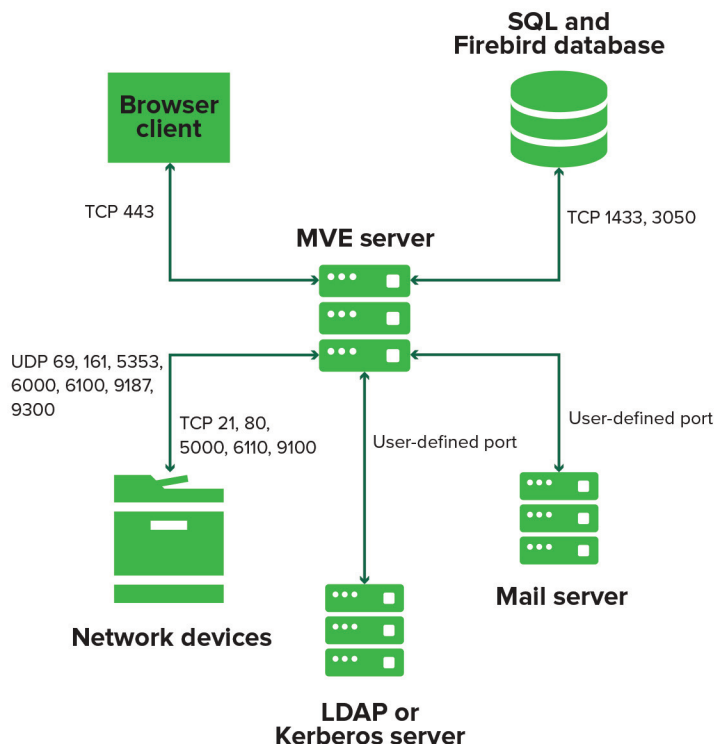 SQL and
Firebird database
Browser
client
TCP 443
TCP 1433, 3050
MVE server
UDP 69, 161, 5353,
6000, 6100, 9187,
9300
TCP 21, 80,
5000, 6110, 9100
User-defined port
User-defined port
Mail server
Network devices
LDAP or
Kerberos server